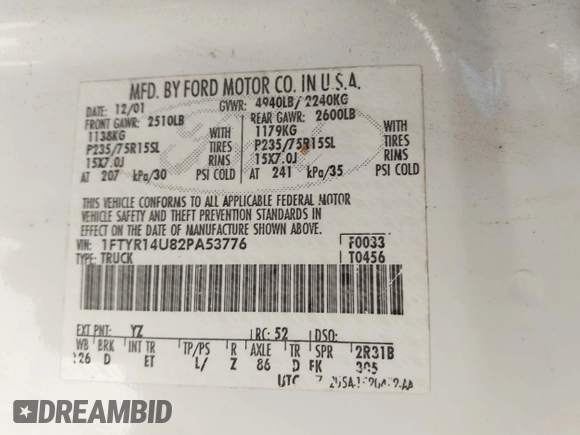 MFD. BY FORD MOTOR CO. IN U.S.A.
DATE: 12/01 GVWR: 4940LB/ 2240KG
FRONT GAWR: 2510LB REAR GAWR: 2600LB
1138KG WITH 1179KG WITH
P235/75R15SL TIRES P235/75R15SL TIRES
15X7.0J RIMS 15X7.0J RIMS
AT 207 kPa/30 PSI COLD AT 241 kPa/35 PSI COLD
THIS VEHICLE CONFORMS TO ALL APPLICABLE FEDERAL MOTOR
VEHICLE SAFETY AND THEFT PREVENTION STANDARDS IN
EFFECT ON THE DATE OF MANUFACTURE SHOWN ABOVE.
VIN: 1FTYR14U82PA53776 F0033
TYPE: TRUCK T0456
EXT PNT: YZ RC: 52 DSO:
WB BRK INT TR TP/PS R AXLE TR SPR 2R31B
126 D ET L/ Z 86 D FK 305
UTC
DREAMBID